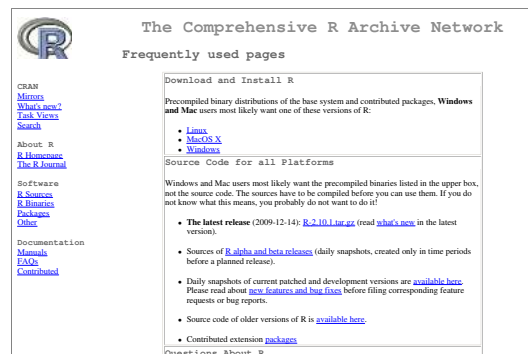 The Comprehensive R Archive Network
Frequently used pages
CRAN
Mirrors
What's new?
Task Views
Search
About R
R Homepage
The R Journal
Software
R Sources
R Binaries
Packages
Other
Documentation
Manuals
FAQs
Contributed
Download and Install R
Precompiled binary distributions of the base system and contributed packages, Windows
and Mac users most likely want one of these versions of R:
• Linux
• MacOS X
• Windows
Source Code for all Platforms
Windows and Mac users most likely want the precompiled binaries listed in the upper box,
not the source code. The sources have to be compiled before you can use them. If you do
not know what this means, you probably do not want to do it!
• The latest release (2009-12-14): R-2.10.1.tar.gz (read what's new in the latest
version).
• Sources of R alpha and beta releases (daily snapshots, created only in time periods
before a planned release).
• Daily snapshots of current patched and development versions are available here.
Please read about new features and bug fixes before filing corresponding feature
requests or bug reports.
• Source code of older versions of R is available here.
• Contributed extension packages
Questions About R